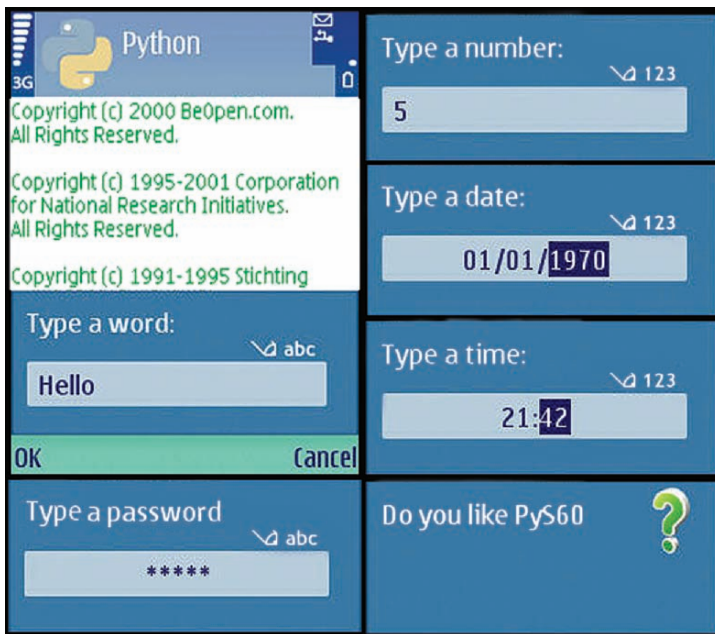 Python
3G
Copyright (c) 2000 BeOpen.com.
All Rights Reserved.
Copyright (c) 1995-2001 Corporation
for National Research Initiatives.
All Rights Reserved.
Copyright (c) 1991-1995 Stichting
Type a word:
abc
Hello
OK Cancel
Type a password
abc
*****
Type a number:
123
5
Type a date:
123
01/01/1970
Type a time:
123
21:42
Do you like PyS60
?